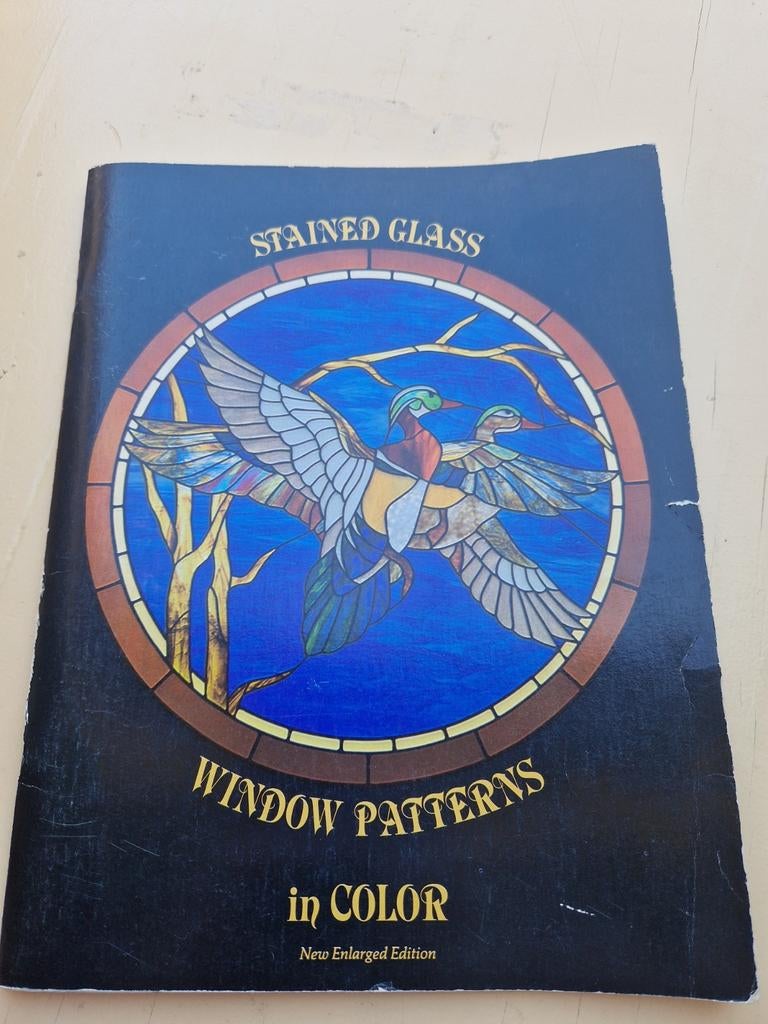 STAINED GLASS
WINDOW PATTERNS
in COLOR
New Enlarged Edition